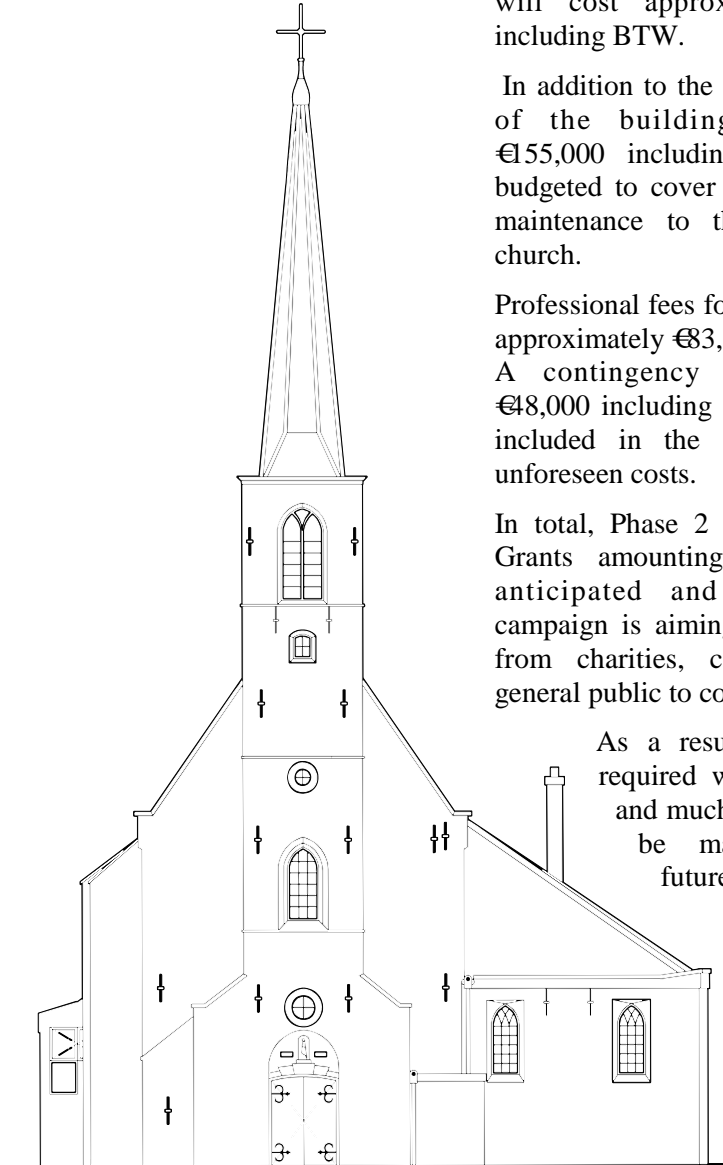 will cost approx
including BTW.
In addition to the
of the building
€155,000 includin
budgeted to cover
maintenance to th
church.
Professional fees fo
approximately €83,
A contingency
€48,000 including
included in the
unforeseen costs.
In total, Phase 2
Grants amounting
anticipated and
campaign is aimin
from charities, c
general public to co
As a resu
required w
and much
be ma
future